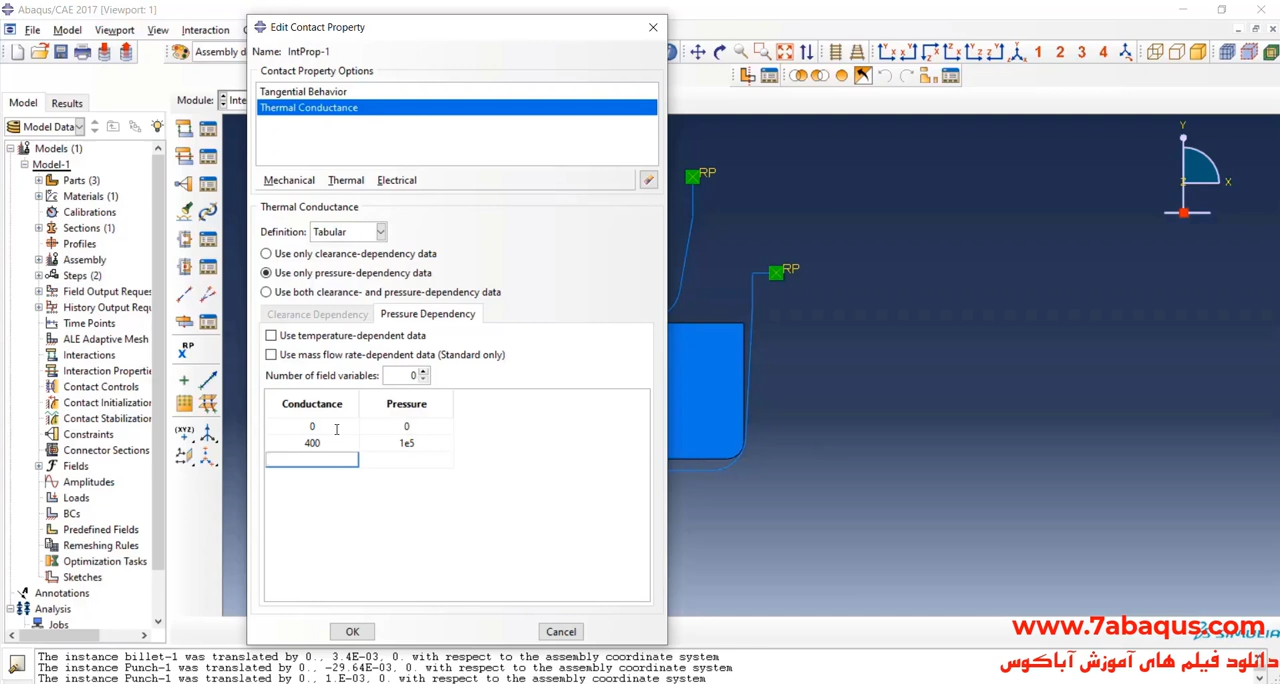 Abaqus/CAE 2017 [Viewport: 1]
File Model Viewport View Interaction
Assembly d
1 2 3 4
Model Results
Module: Inte
Model Data
Models (1)
Model-1
Parts (3)
Materials (1)
Calibrations
Sections (1)
Profiles
Assembly
Steps (2)
Field Output Reque
History Output Requ
Time Points
ALE Adaptive Mesh
Interactions
Interaction Properti
Contact Controls
Contact Initialization
Contact Stabilization
Constraints
Connector Sections
Fields
Amplitudes
Loads
BCs
Predefined Fields
Remeshing Rules
Optimization Tasks
Sketches
Annotations
Analysis
Jobs
RP
(XYZ)
Edit Contact Property
Name: IntProp-1
Contact Property Options
Tangential Behavior
Thermal Conductance
Mechanical Thermal Electrical
Thermal Conductance
Definition: Tabular
Use only clearance-dependency data
Use only pressure-dependency data
Use both clearance- and pressure-dependency data
Clearance Dependency Pressure Dependency
Use temperature-dependent data
Use mass flow rate-dependent data (Standard only)
Number of field variables: 0
Conductance Pressure
0 0
400 1e5
OK Cancel
RP
RP
Y
Z X
www.7abaqus.com
دانلود فیلم های آموزش آباکوس
The instance billet-1 was translated by 0., 3.4E-03, 0. with respect to the assembly coordinate system
The instance Punch-1 was translated by 0., -29.64E-03, 0. with respect to the assembly coordinate system
The instance Punch-1 was translated by 0., 1.E-03, 0. with respect to the assembly coordinate system